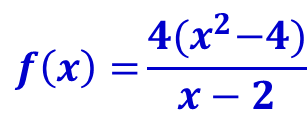 f(x) = 4(x²−4) / x − 2